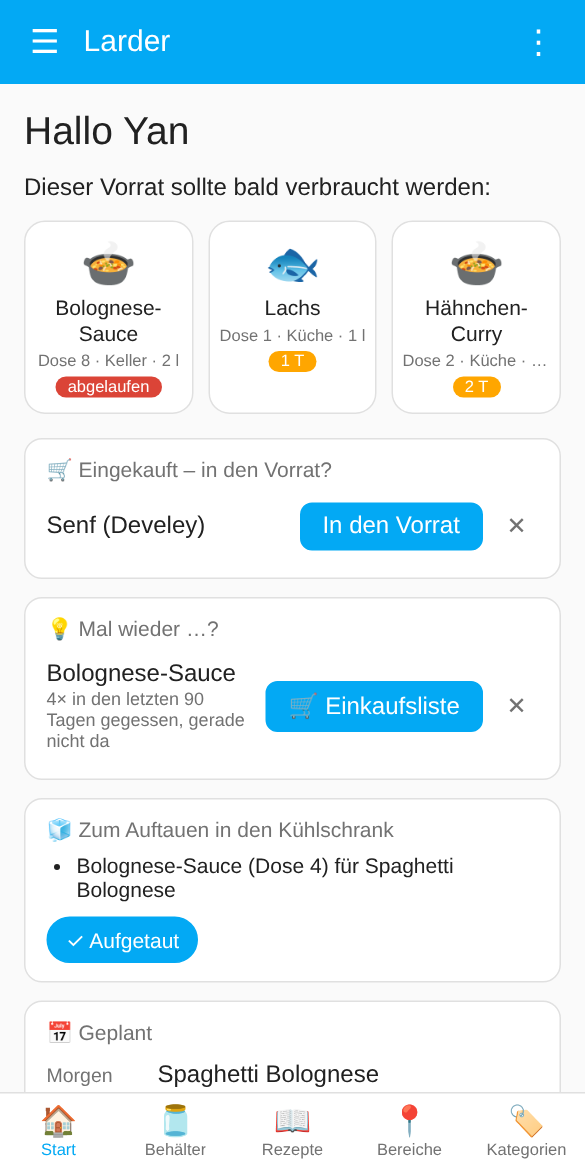 ☰ Larder ⋮
Hallo Yan
Dieser Vorrat sollte bald verbraucht werden:
Bolognese-
Sauce
Dose 8 · Keller · 2 l
abgelaufen
Lachs
Dose 1 · Küche · 1 l
1 T
Hähnchen-
Curry
Dose 2 · Küche · …
2 T
🛒 Eingekauft – in den Vorrat?
Senf (Develey)
In den Vorrat ✕
💡 Mal wieder …?
Bolognese-Sauce
4× in den letzten 90
Tagen gegessen, gerade
nicht da
🛒 Einkaufsliste ✕
🧊 Zum Auftauen in den Kühlschrank
• Bolognese-Sauce (Dose 4) für Spaghetti
Bolognese
✓ Aufgetaut
📅 Geplant
Morgen Spaghetti Bolognese
Start
Behälter
Rezepte
Bereiche
Kategorien